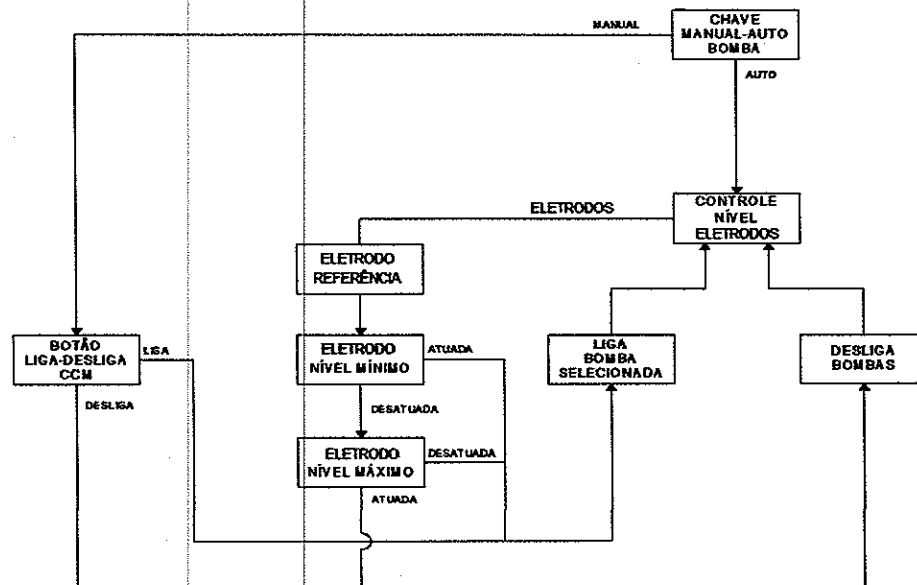 MANUAL
CHAVE
MANUAL-AUTO
BOMBA
AUTO
ELETRODOS
CONTROLE
NÍVEL
ELETRODOS
ELETRODO
REFERÊNCIA
BOTÃO
LIGA-DESLIGA
CCM
LIGA
DESLIGA
ELETRODO
NÍVEL MÍNIMO
ATUADA
DESATUADA
ELETRODO
NÍVEL MÁXIMO
DESATUADA
ATUADA
LIGA
BOMBA
SELECIONADA
DESLIGA
BOMBAS